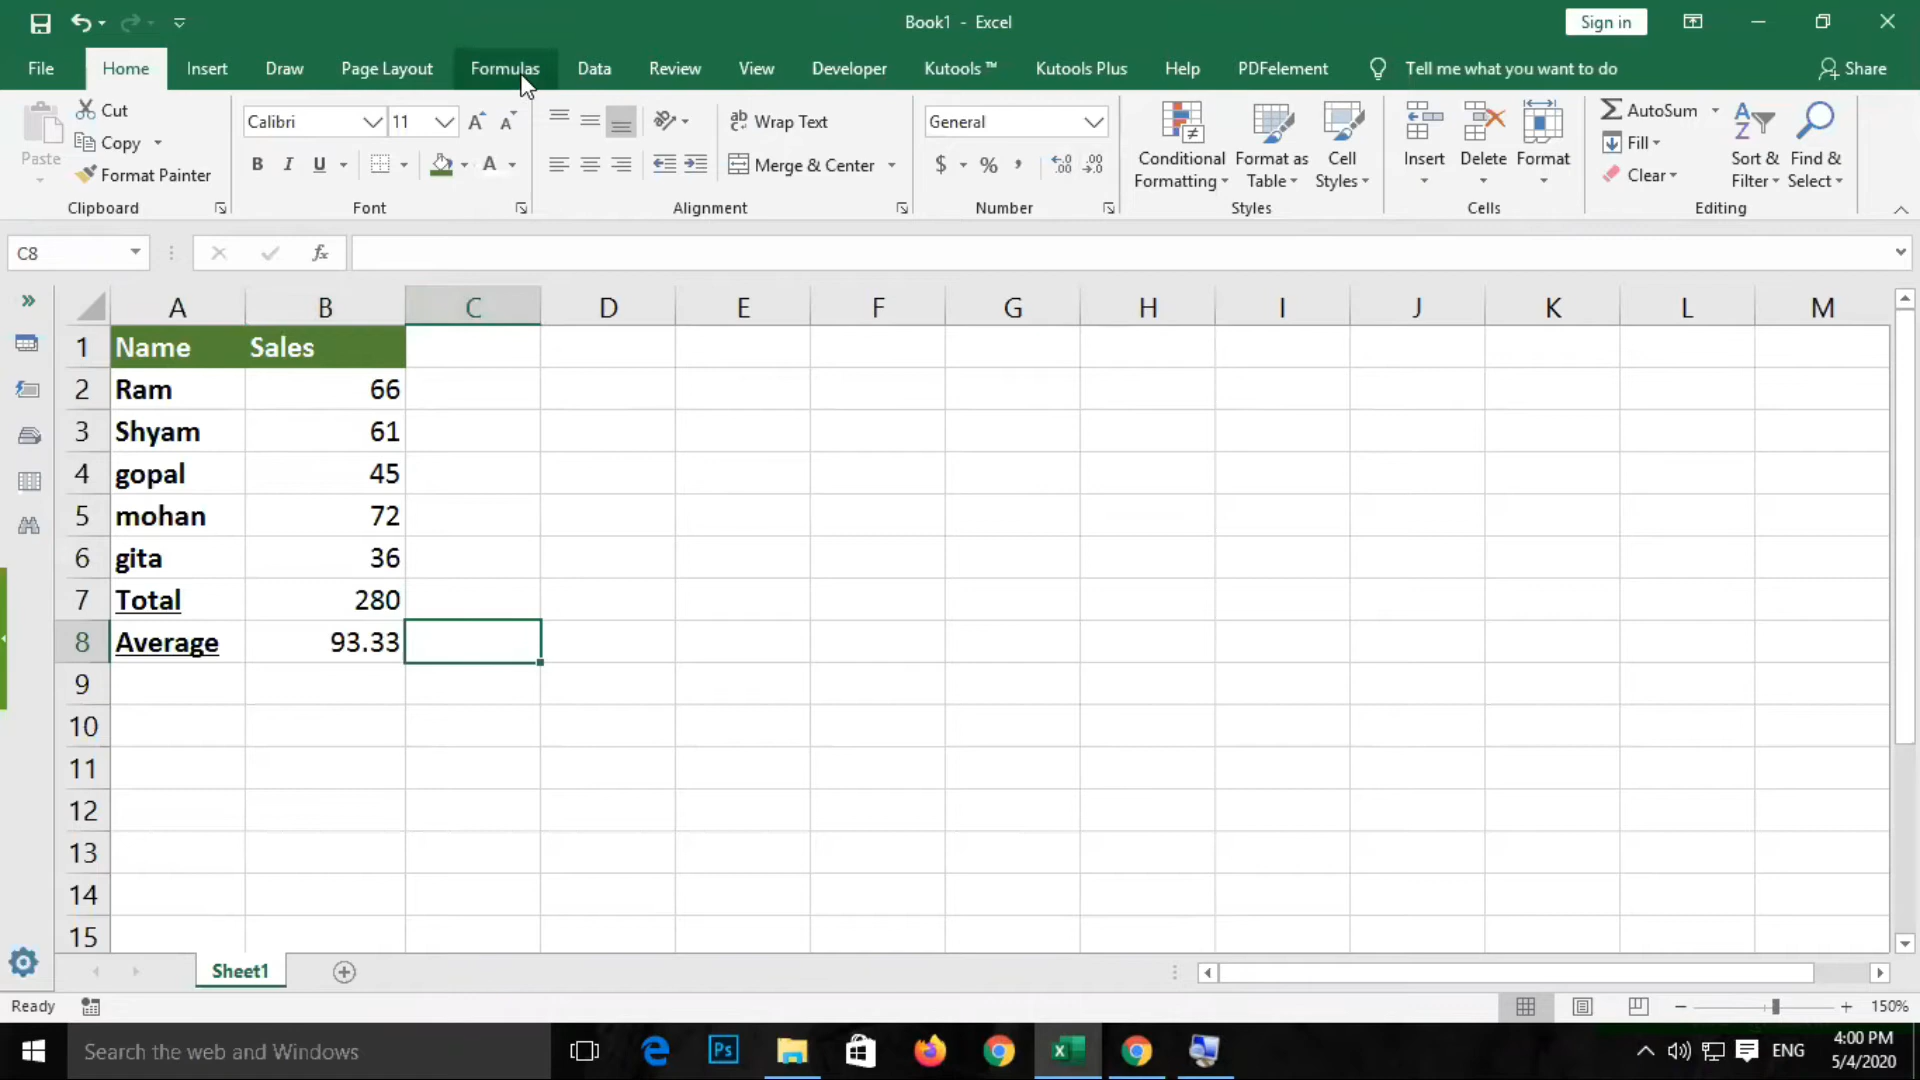 Book1 - Excel
Sign in
File Home Insert Draw Page Layout Formulas Data Review View Developer Kutools ™ Kutools Plus Help PDFelement Tell me what you want to do Share
Paste
Cut
Copy
Format Painter
Clipboard
Calibri 11
B I U A
Font
Wrap Text
Merge & Center
Alignment
General
$ % ,
Number
Conditional Formatting
Format as Table
Cell Styles
Styles
Insert Delete Format
Cells
AutoSum
Fill
Clear
Sort & Filter
Find & Select
Editing
C8 fx
A B C D E F G H I J K L M
1 Name Sales
2 Ram 66
3 Shyam 61
4 gopal 45
5 mohan 72
6 gita 36
7 Total 280
8 Average 93.33
9
10
11
12
13
14
15
Sheet1
Ready 150%
Search the web and Windows
Ps
ENG
4:00 PM
5/4/2020